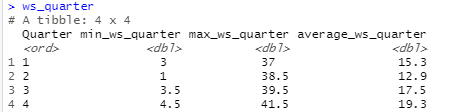 > ws_quarter
# A tibble: 4 x 4
Quarter min_ws_quarter max_ws_quarter average_ws_quarter
<ord> <dbl> <dbl> <dbl>
1 1 3 37 15.3
2 2 1 38.5 12.9
3 3 3.5 39.5 17.5
4 4 4.5 41.5 19.3